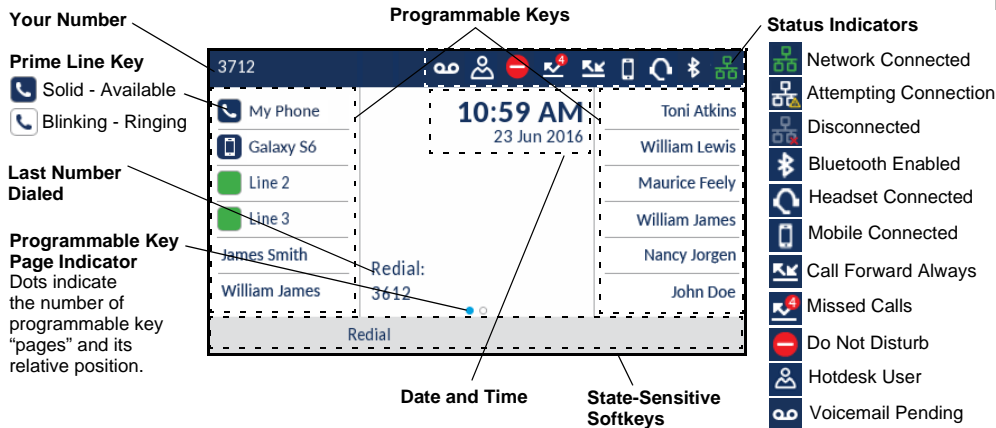 Your Number
Programmable Keys
Status Indicators
Prime Line Key
Solid - Available
Blinking - Ringing
Last Number
Dialed
Programmable Key
Page Indicator
Dots indicate
the number of
programmable key
“pages” and its
relative position.
3712
4
My Phone
Galaxy S6
Line 2
Line 3
James Smith
William James
10:59 AM
23 Jun 2016
Redial:
3612
Toni Atkins
William Lewis
Maurice Feely
William James
Nancy Jorgen
John Doe
Redial
Date and Time
State-Sensitive
Softkeys
Network Connected
Attempting Connection
Disconnected
Bluetooth Enabled
Headset Connected
Mobile Connected
Call Forward Always
4
Missed Calls
Do Not Disturb
Hotdesk User
Voicemail Pending